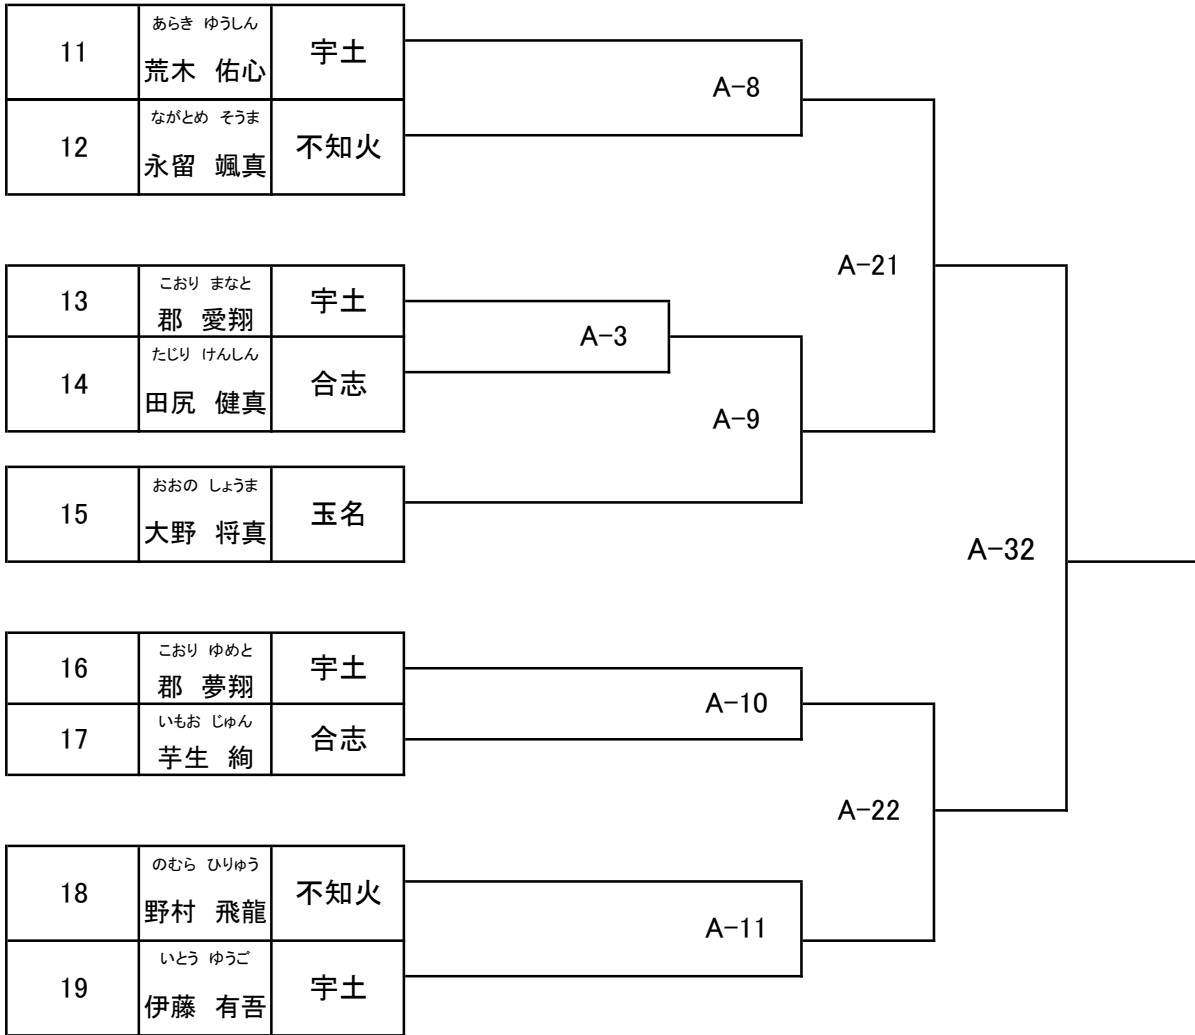 あらき ゆうしん
11 荒木 佑心 宇土
A-8
ながとめ そうま
12 永留 颯真 不知火
A-21
こおり まなと
13 郡 愛翔 宇土
A-3
たじり けんしん
14 田尻 健真 合志
A-9
おおの しょうま
15 大野 将真 玉名
A-32
こおり ゆめと
16 郡 夢翔 宇土
A-10
いもお じゅん
17 芋生 絢 合志
A-22
のむら ひりゅう
18 野村 飛龍 不知火
A-11
いとう ゆうご
19 伊藤 有吾 宇土